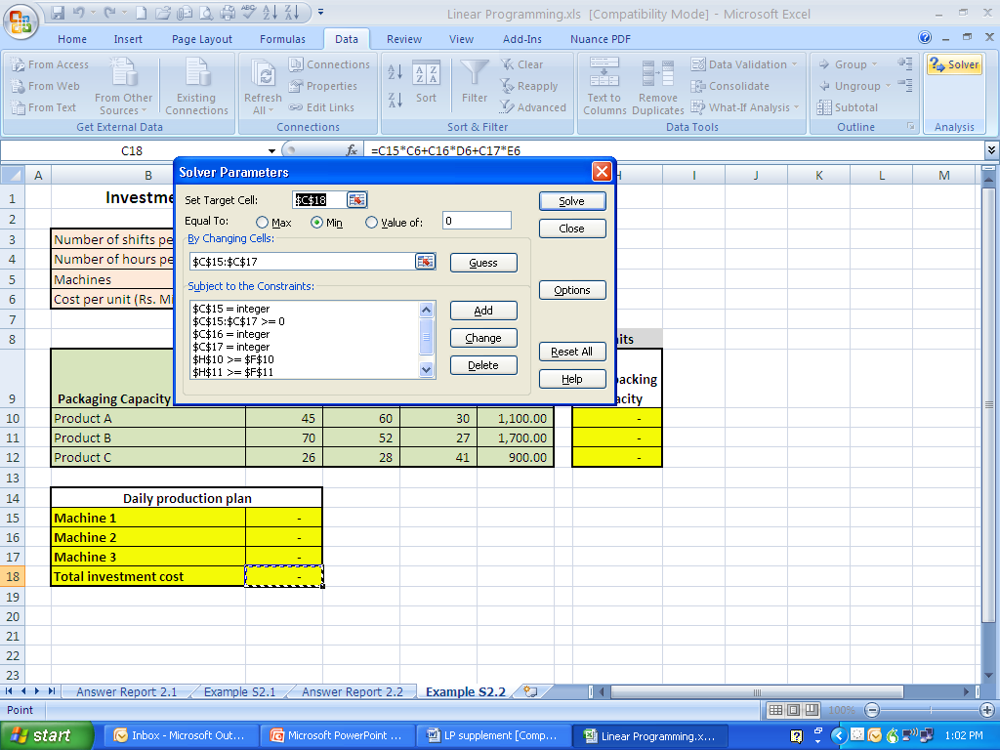 Linear Programming.xls [Compatibility Mode] - Microsoft Excel
Home Insert Page Layout Formulas Data Review View Add-Ins Nuance PDF
From Access
From Web
From Text
From Other Sources
Existing Connections
Get External Data
Refresh All
Connections
Properties
Edit Links
Connections
Sort
Filter
Clear
Reapply
Advanced
Sort & Filter
Text to Columns
Remove Duplicates
Data Validation
Consolidate
What-If Analysis
Data Tools
Group
Ungroup
Subtotal
Outline
Solver
Analysis
C18 fx =C15*C6+C16*D6+C17*E6
A B H I J K L M
1 Investme
2
3 Number of shifts pe
4 Number of hours pe
5 Machines
6 Cost per unit (Rs. Mi
7
8 its
9 Packaging Capacity acking acity
10 Product A 45 60 30 1,100.00 -
11 Product B 70 52 27 1,700.00 -
12 Product C 26 28 41 900.00 -
13
14 Daily production plan
15 Machine 1 -
16 Machine 2 -
17 Machine 3 -
18 Total investment cost -
19
20
21
22
23
Solver Parameters
Set Target Cell: $C$18
Equal To: Max Min Value of: 0
By Changing Cells:
$C$15:$C$17
Guess
Subject to the Constraints:
$C$15 = integer
$C$15:$C$17 >= 0
$C$16 = integer
$C$17 = integer
$H$10 >= $F$10
$H$11 >= $F$11
Add
Change
Delete
Solve
Close
Options
Reset All
Help
Answer Report 2.1 Example S2.1 Answer Report 2.2 Example S2.2
Point 100%
start Inbox - Microsoft Out... Microsoft PowerPoint ... LP supplement [Comp... Linear Programming.x... 1:02 PM